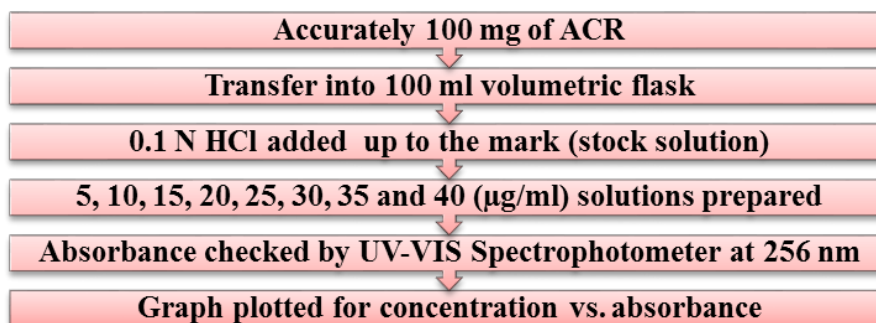 Accurately 100 mg of ACR
Transfer into 100 ml volumetric flask
0.1 N HCl added up to the mark (stock solution)
5, 10, 15, 20, 25, 30, 35 and 40 (µg/ml) solutions prepared
Absorbance checked by UV-VIS Spectrophotometer at 256 nm
Graph plotted for concentration vs. absorbance